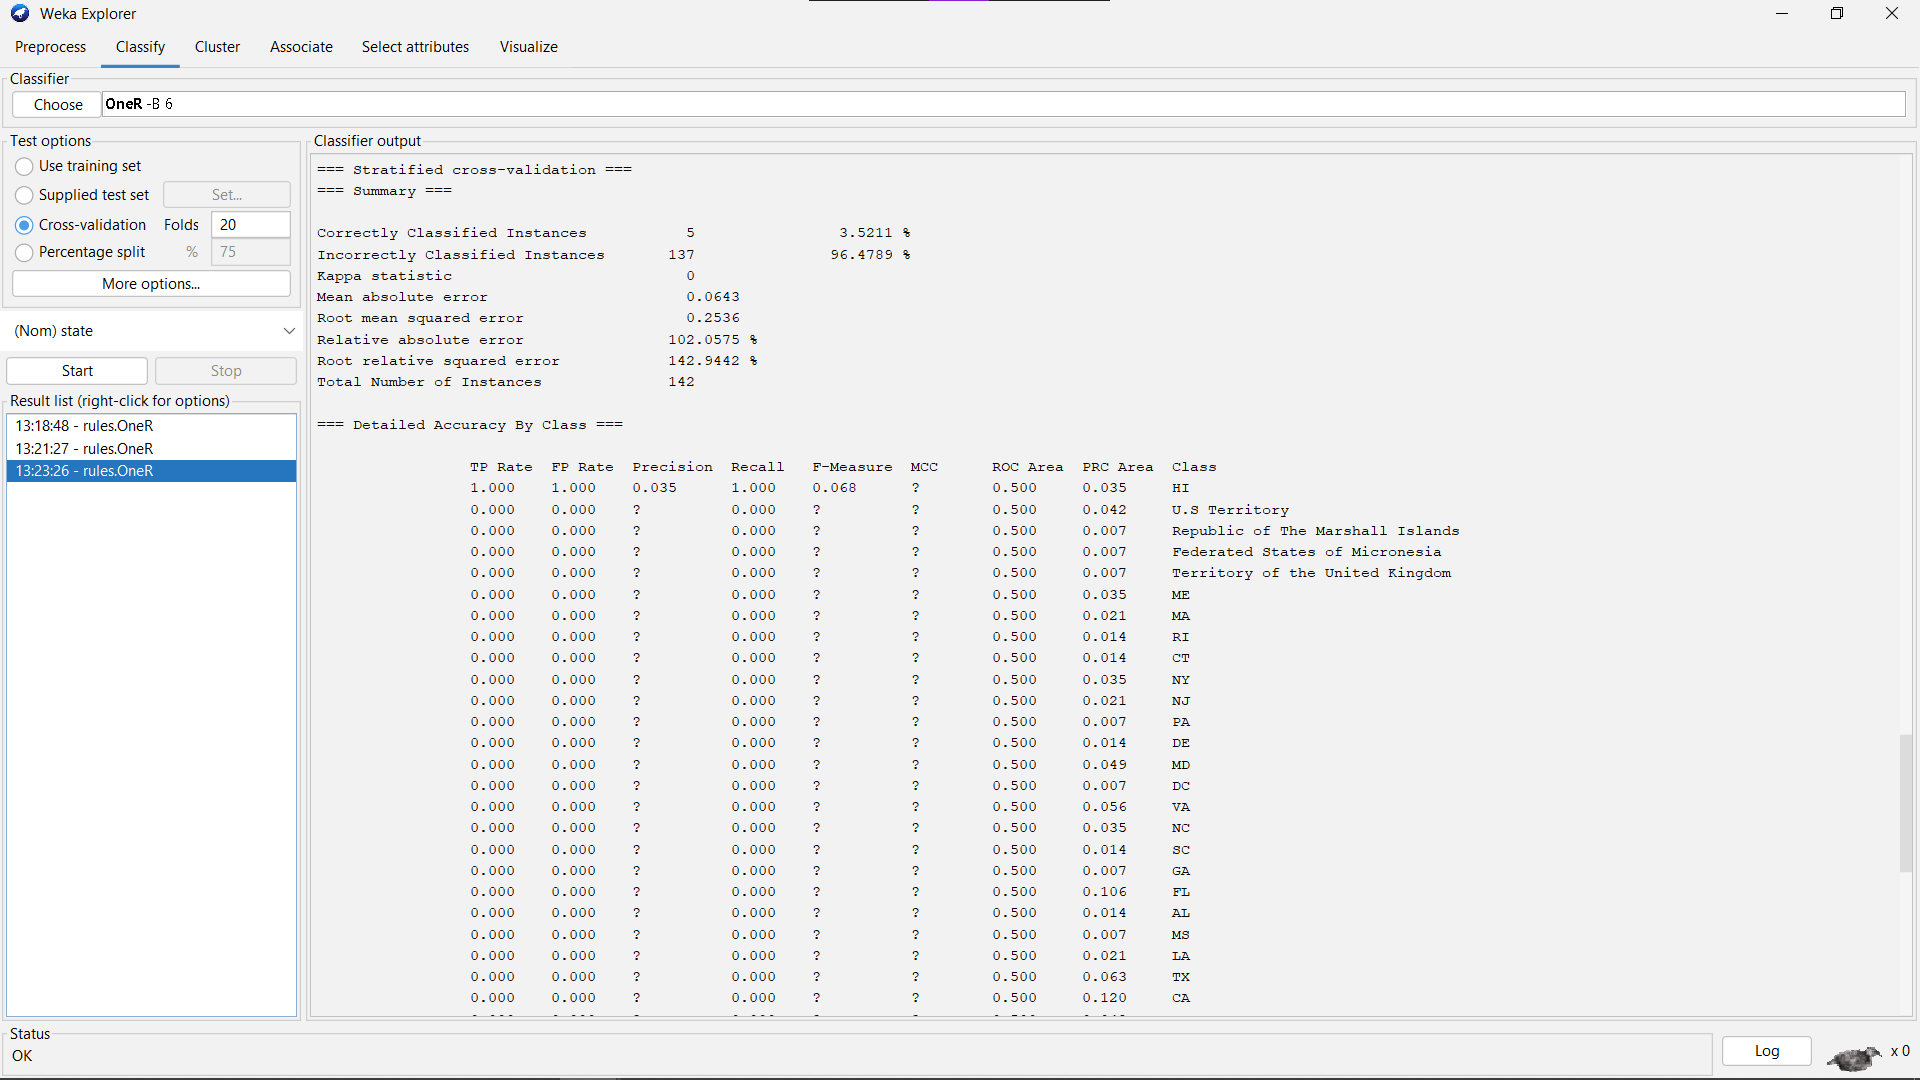 Weka Explorer
Preprocess Classify Cluster Associate Select attributes Visualize
Classifier
Choose OneR -B 6
Test options
Use training set
Supplied test set Set...
Cross-validation Folds 20
Percentage split % 75
More options...
(Nom) state
Start Stop
Result list (right-click for options)
13:18:48 - rules.OneR
13:21:27 - rules.OneR
13:23:26 - rules.OneR
Classifier output
=== Stratified cross-validation ===
=== Summary ===
Correctly Classified Instances 5 3.5211 %
Incorrectly Classified Instances 137 96.4789 %
Kappa statistic 0
Mean absolute error 0.0643
Root mean squared error 0.2536
Relative absolute error 102.0575 %
Root relative squared error 142.9442 %
Total Number of Instances 142
=== Detailed Accuracy By Class ===
TP Rate FP Rate Precision Recall F-Measure MCC ROC Area PRC Area Class
1.000 1.000 0.035 1.000 0.068 ? 0.500 0.035 HI
0.000 0.000 ? 0.000 ? ? 0.500 0.042 U.S Territory
0.000 0.000 ? 0.000 ? ? 0.500 0.007 Republic of The Marshall Islands
0.000 0.000 ? 0.000 ? ? 0.500 0.007 Federated States of Micronesia
0.000 0.000 ? 0.000 ? ? 0.500 0.007 Territory of the United Kingdom
0.000 0.000 ? 0.000 ? ? 0.500 0.035 ME
0.000 0.000 ? 0.000 ? ? 0.500 0.021 MA
0.000 0.000 ? 0.000 ? ? 0.500 0.014 RI
0.000 0.000 ? 0.000 ? ? 0.500 0.014 CT
0.000 0.000 ? 0.000 ? ? 0.500 0.035 NY
0.000 0.000 ? 0.000 ? ? 0.500 0.021 NJ
0.000 0.000 ? 0.000 ? ? 0.500 0.007 PA
0.000 0.000 ? 0.000 ? ? 0.500 0.014 DE
0.000 0.000 ? 0.000 ? ? 0.500 0.049 MD
0.000 0.000 ? 0.000 ? ? 0.500 0.007 DC
0.000 0.000 ? 0.000 ? ? 0.500 0.056 VA
0.000 0.000 ? 0.000 ? ? 0.500 0.035 NC
0.000 0.000 ? 0.000 ? ? 0.500 0.014 SC
0.000 0.000 ? 0.000 ? ? 0.500 0.007 GA
0.000 0.000 ? 0.000 ? ? 0.500 0.106 FL
0.000 0.000 ? 0.000 ? ? 0.500 0.014 AL
0.000 0.000 ? 0.000 ? ? 0.500 0.007 MS
0.000 0.000 ? 0.000 ? ? 0.500 0.021 LA
0.000 0.000 ? 0.000 ? ? 0.500 0.063 TX
0.000 0.000 ? 0.000 ? ? 0.500 0.120 CA
Status
OK
Log x 0